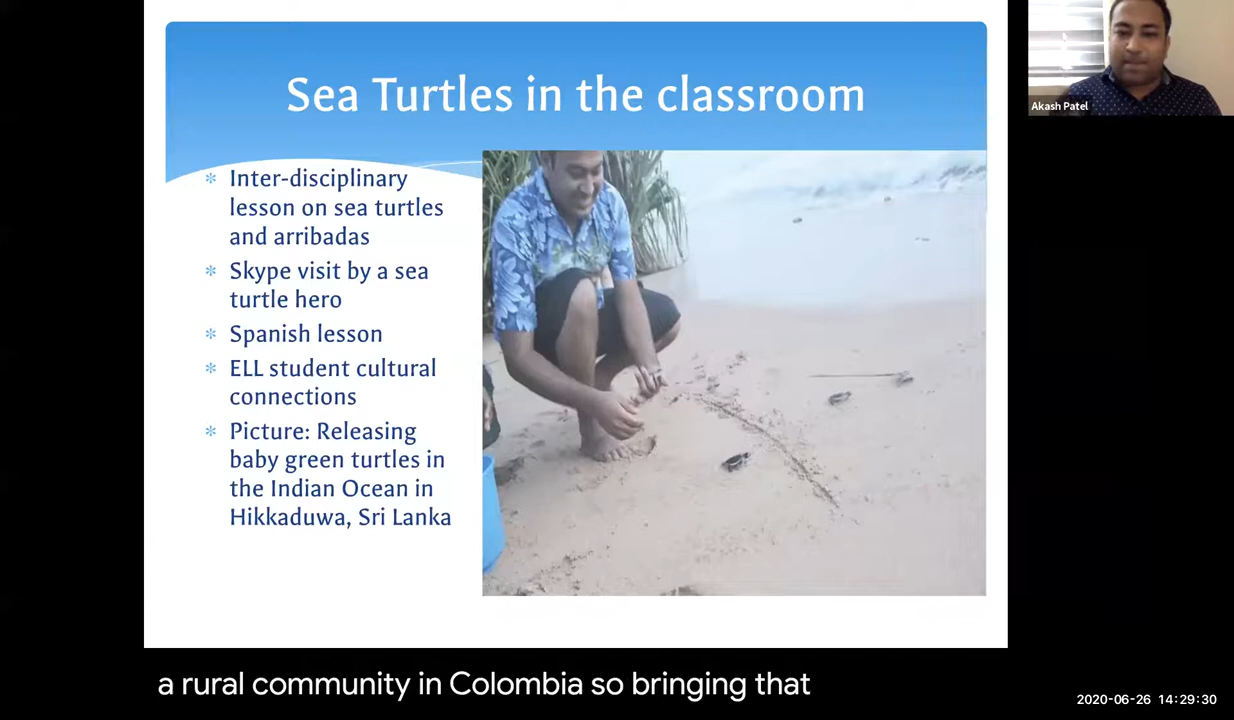 Sea Turtles in the classroom
Akash Patel
* Inter-disciplinary
lesson on sea turtles
and arribadas
* Skype visit by a sea
turtle hero
* Spanish lesson
* ELL student cultural
connections
* Picture: Releasing
baby green turtles in
the Indian Ocean in
Hikkaduwa, Sri Lanka
a rural community in Colombia so bringing that
2020-06-26 14:29:30